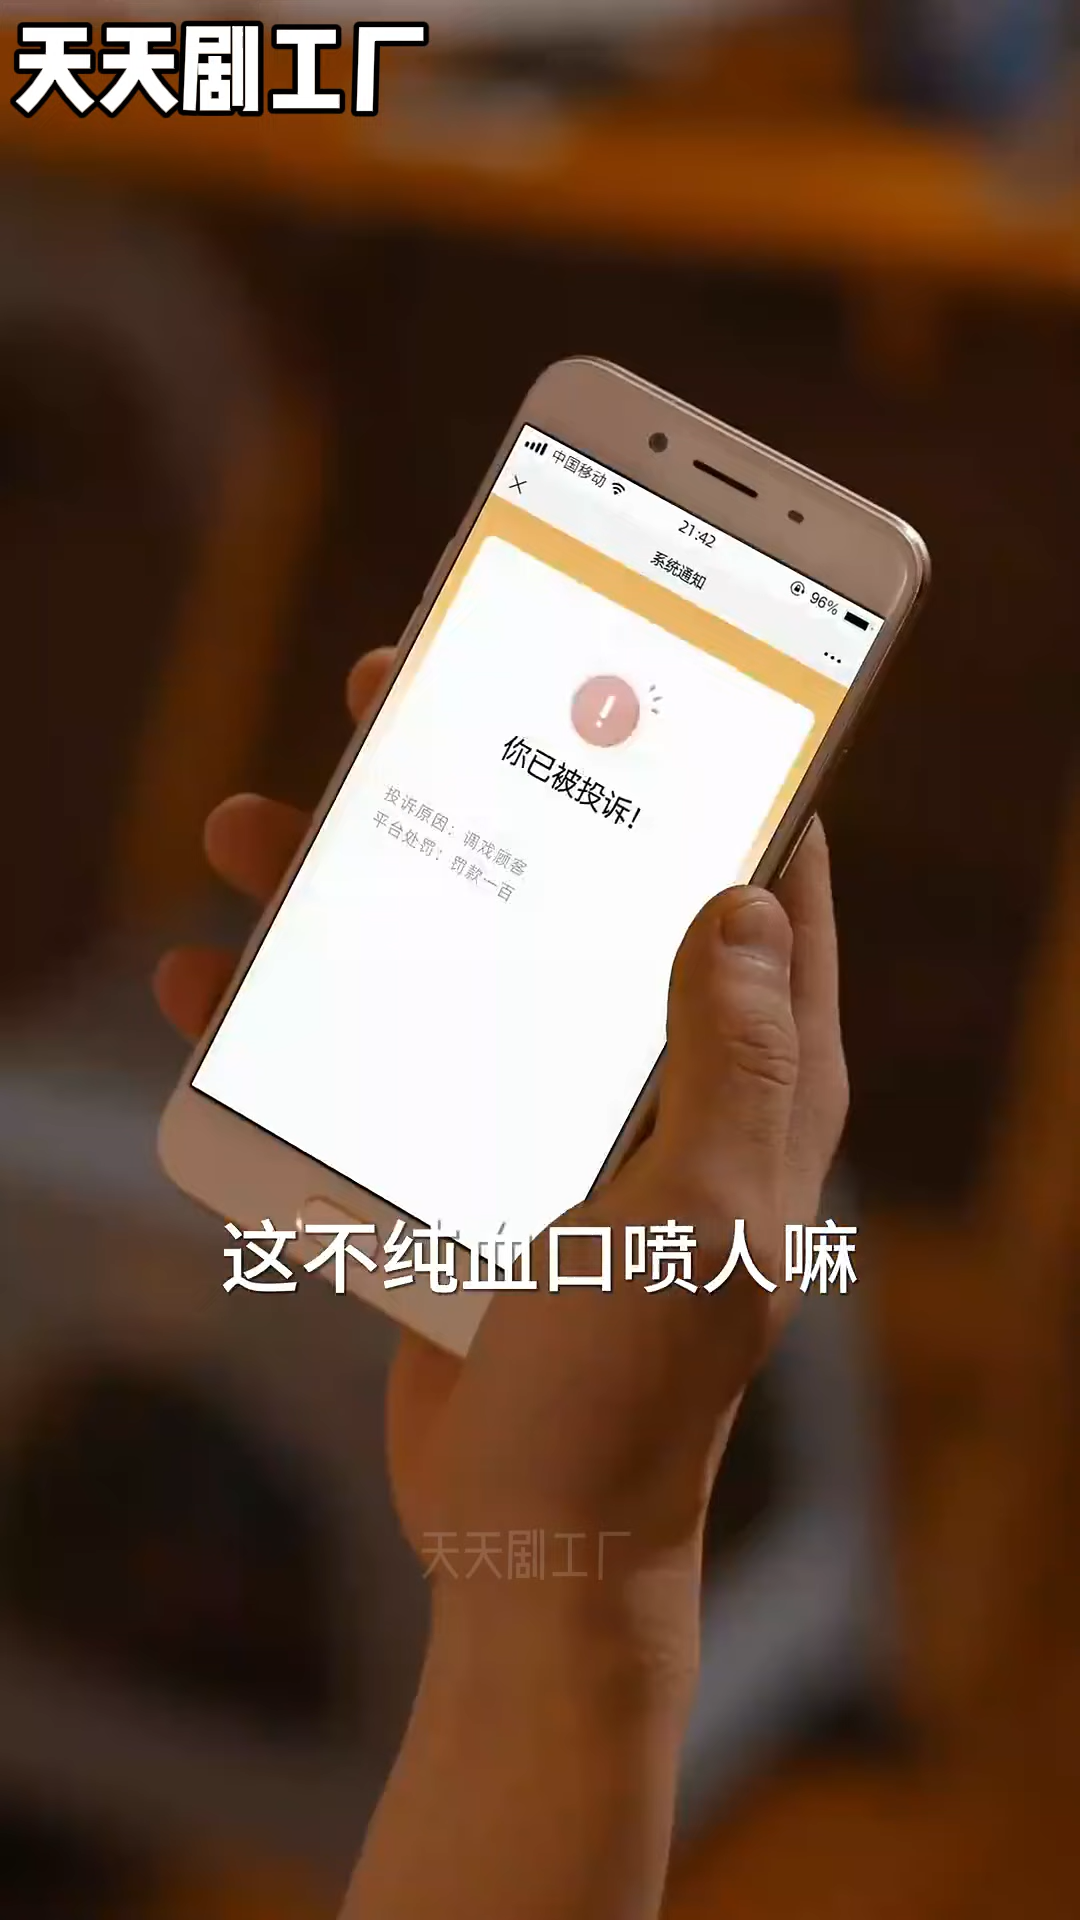 天天剧工厂
中国移动
21:42
96%
系统通知
你已被投诉!
投诉原因：调戏顾客
平台处罚：罚款一百
这不纯血口喷人嘛
天天剧工厂